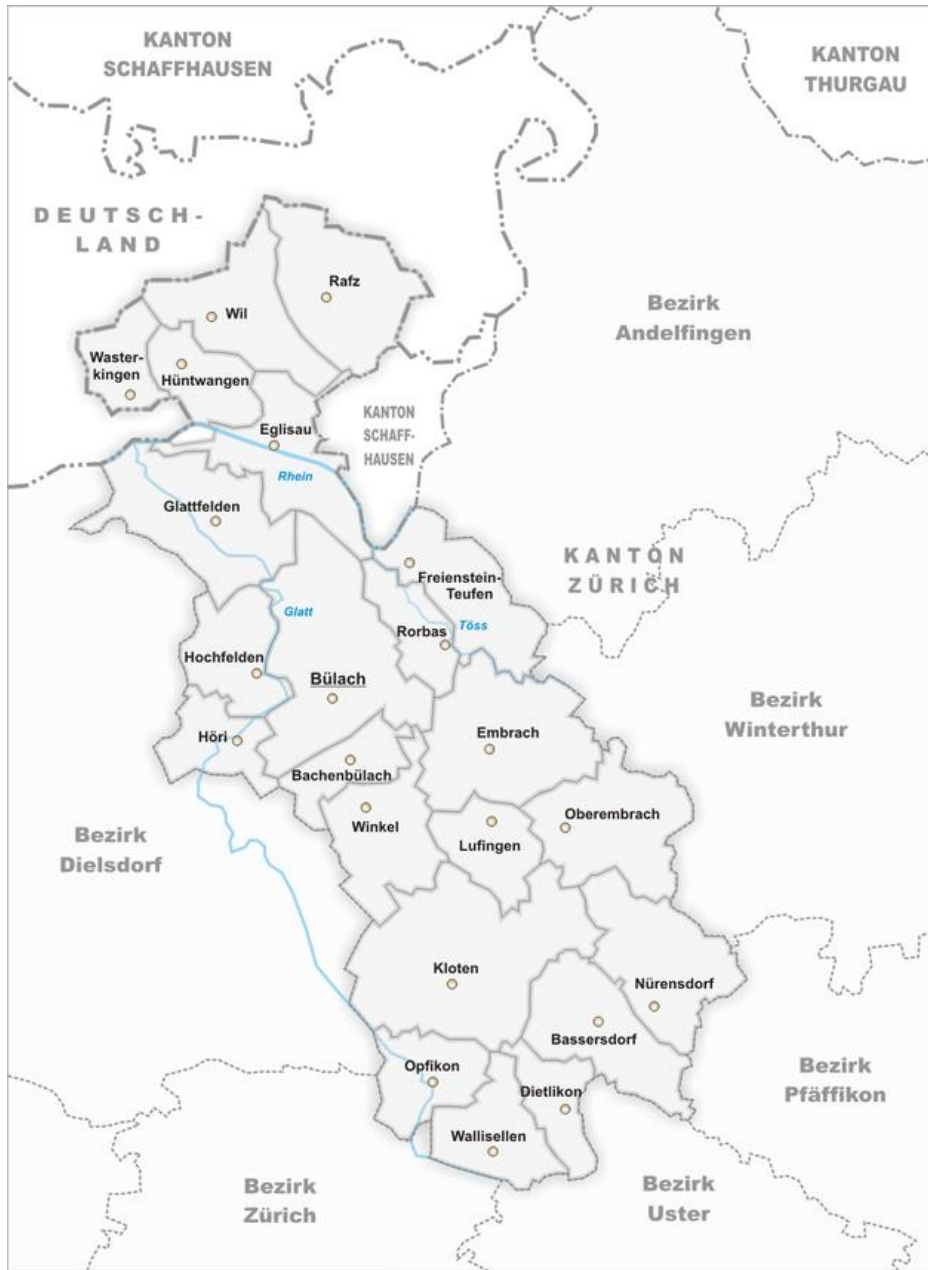 KANTON
SCHAFFHAUSEN
KANTON
THURGAU
DEUTSCH-
LAND
Rafz
Bezirk
Andelfingen
Wil
Waster-
kingen
Hüntwangen
KANTON
SCHAFF-
HAUSEN
Eglisau
Rhein
Glattfelden
KANTON
ZÜRICH
Freienstein-
Teufen
Glatt
Töss
Rorbas
Hochfelden
Bülach
Bezirk
Winterthur
Höri
Embrach
Bachenbülach
Oberembrach
Winkel
Lufingen
Bezirk
Dielsdorf
Kloten
Nürensdorf
Bassersdorf
Opfikon
Bezirk
Pfäffikon
Dietlikon
Wallisellen
Bezirk
Zürich
Bezirk
Uster